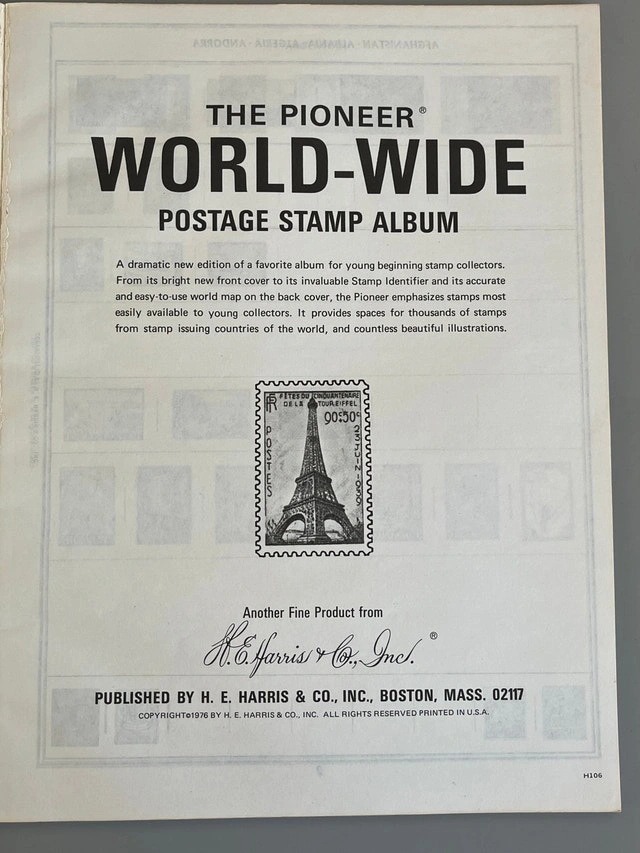 THE PIONEER®
WORLD-WIDE
POSTAGE STAMP ALBUM
A dramatic new edition of a favorite album for young beginning stamp collectors.
From its bright new front cover to its invaluable Stamp Identifier and its accurate
and easy-to-use world map on the back cover, the Pioneer emphasizes stamps most
easily available to young collectors. It provides spaces for thousands of stamps
from stamp issuing countries of the world, and countless beautiful illustrations.
RF FÊTES DU CINQUANTENAIRE
DE LA TOUR EIFFEL
90c+50c
POSTES
23 JUIN 1939
Another Fine Product from
H.E. Harris & Co., Inc.®
PUBLISHED BY H. E. HARRIS & CO., INC., BOSTON, MASS. 02117
COPYRIGHT©1976 BY H. E. HARRIS & CO., INC. ALL RIGHTS RESERVED PRINTED IN U.S.A.
H106
AFGHANISTAN · ALBANIA · ALGERIA · ANDORRA